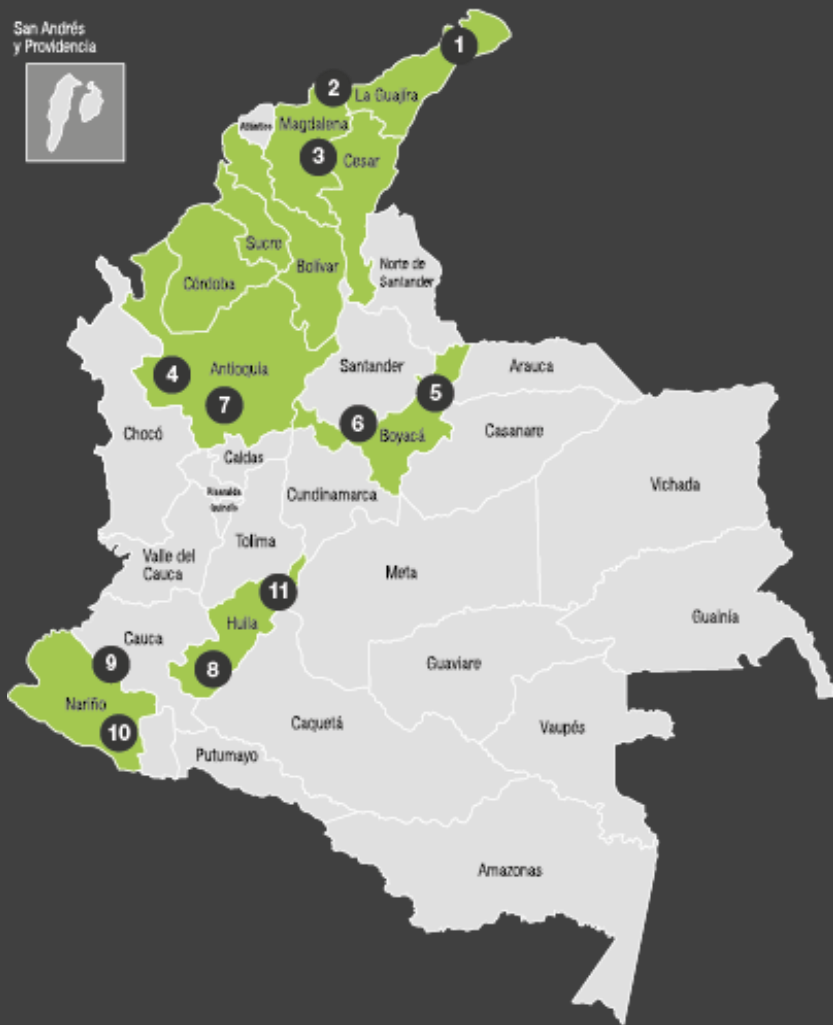 San Andrés
y Providencia
1
2
La Guajira
Atlántico
Magdalena
3
Cesar
Sucre
Bolívar
Norte de
Santander
Córdoba
4
Antioquia
Santander
Arauca
5
7
6
Boyacá
Chocó
Casanare
Caldas
Vichada
Risaralda
Quindío
Cundinamarca
Tolima
Valle del
Cauca
Meta
11
Huila
Guainía
Cauca
9
8
Guaviare
Nariño
10
Caquetá
Vaupés
Putumayo
Amazonas